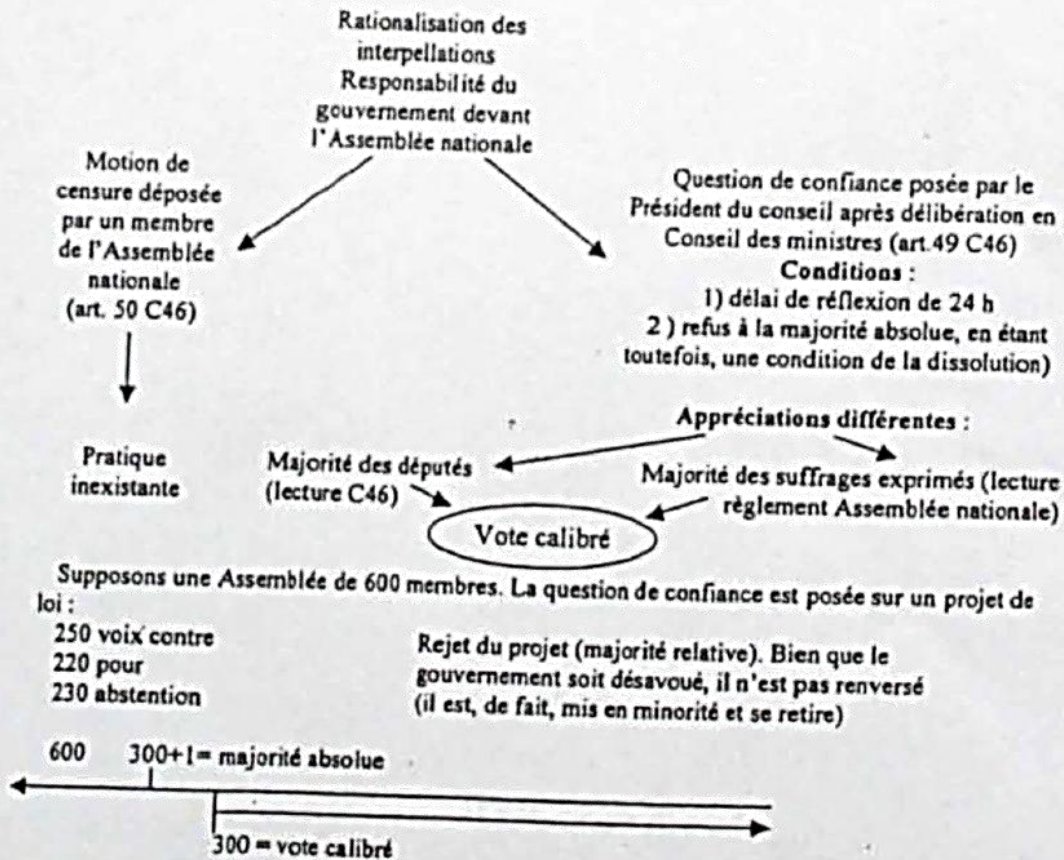 Rationalisation des
interpellations
Responsabilité du
gouvernement devant
l'Assemblée nationale
Motion de
censure déposée
par un membre
de l'Assemblée
nationale
(art. 50 C46)
Question de confiance posée par le
Président du conseil après délibération en
Conseil des ministres (art.49 C46)
Conditions :
1) délai de réflexion de 24 h
2 ) refus à la majorité absolue, en étant
toutefois, une condition de la dissolution)
Appréciations différentes :
Pratique
inexistante
Majorité des députés
(lecture C46)
Majorité des suffrages exprimés (lecture
règlement Assemblée nationale)
Vote calibré
Supposons une Assemblée de 600 membres. La question de confiance est posée sur un projet de
loi :
250 voix contre
220 pour
230 abstention
Rejet du projet (majorité relative). Bien que le
gouvernement soit désavoué, il n'est pas renversé
(il est, de fait, mis en minorité et se retire)
600 300+1= majorité absolue
300 = vote calibré